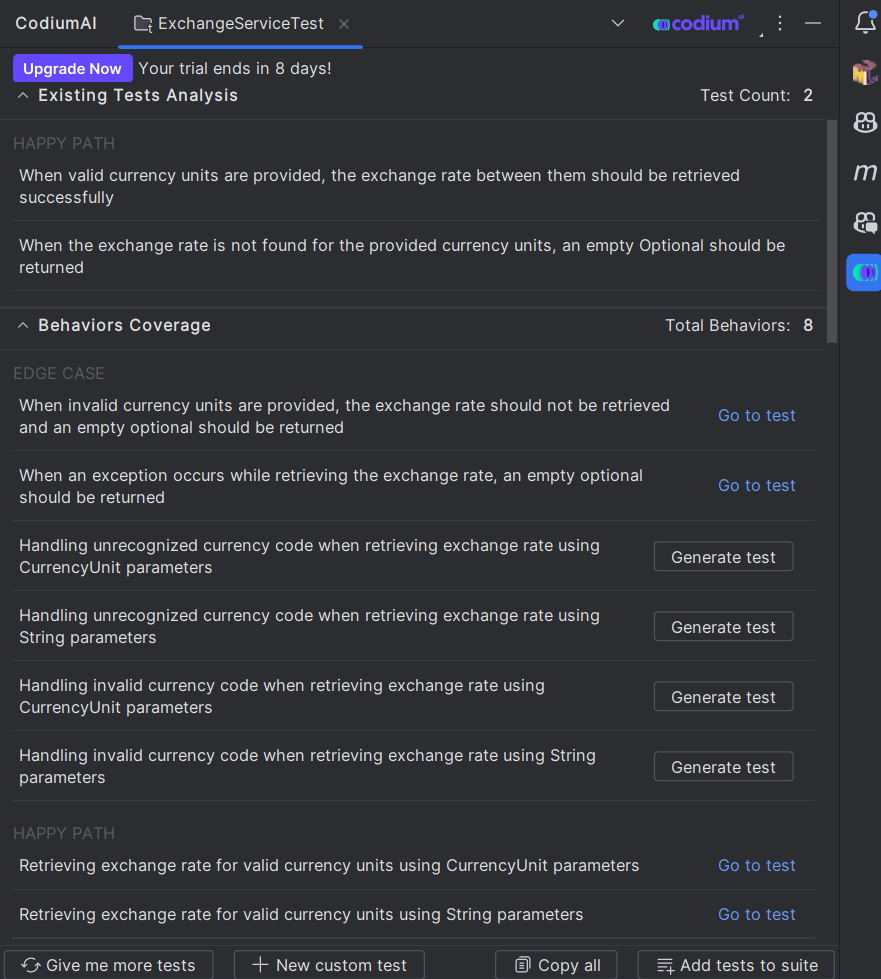 CodiumAI
ExchangeServiceTest
codium ai
Upgrade Now Your trial ends in 8 days!
Existing Tests Analysis
Test Count: 2
HAPPY PATH
When valid currency units are provided, the exchange rate between them should be retrieved
successfully
When the exchange rate is not found for the provided currency units, an empty Optional should be
returned
Behaviors Coverage
Total Behaviors: 8
EDGE CASE
When invalid currency units are provided, the exchange rate should not be retrieved
and an empty optional should be returned
Go to test
When an exception occurs while retrieving the exchange rate, an empty optional
should be returned
Go to test
Handling unrecognized currency code when retrieving exchange rate using
CurrencyUnit parameters
Generate test
Handling unrecognized currency code when retrieving exchange rate using
String parameters
Generate test
Handling invalid currency code when retrieving exchange rate using
CurrencyUnit parameters
Generate test
Handling invalid currency code when retrieving exchange rate using String
parameters
Generate test
HAPPY PATH
Retrieving exchange rate for valid currency units using CurrencyUnit parameters
Go to test
Retrieving exchange rate for valid currency units using String parameters
Go to test
Give me more tests
New custom test
Copy all
Add tests to suite
m